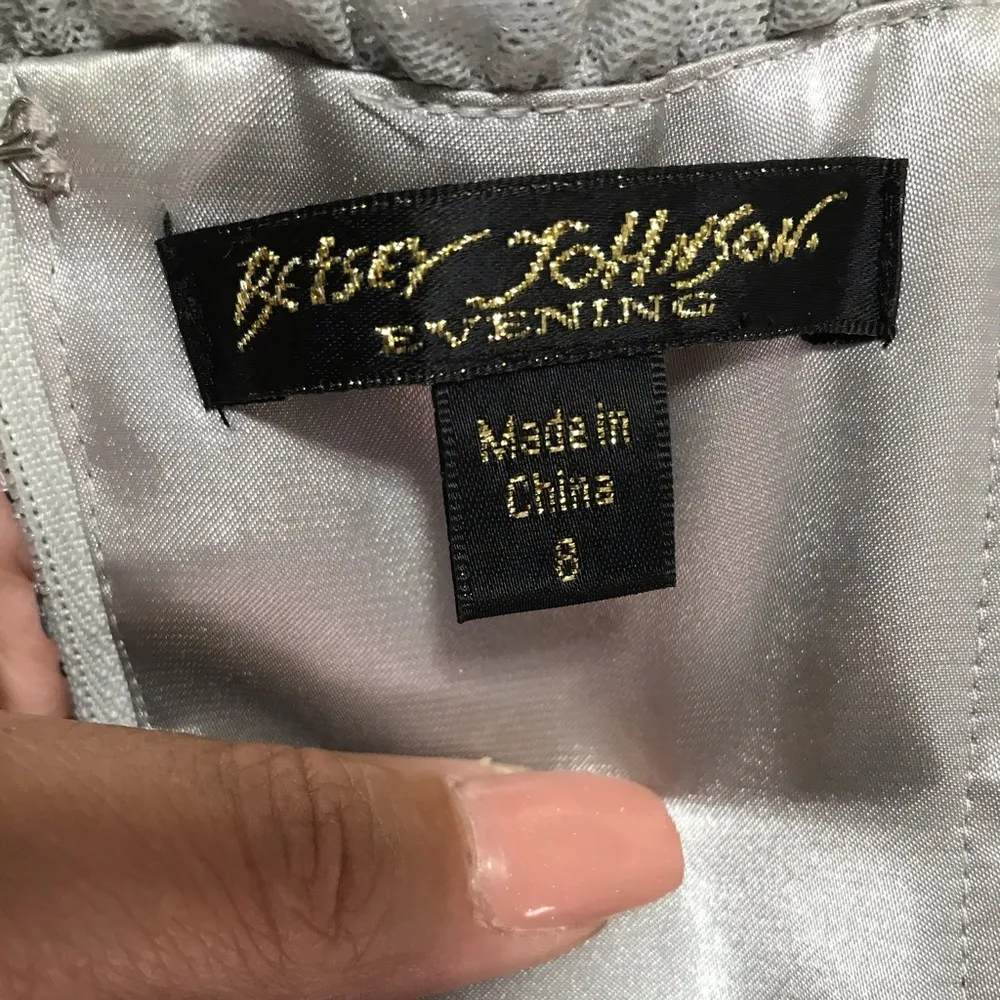 BETSEY JOHNSON.
EVENING
Made in
China
8